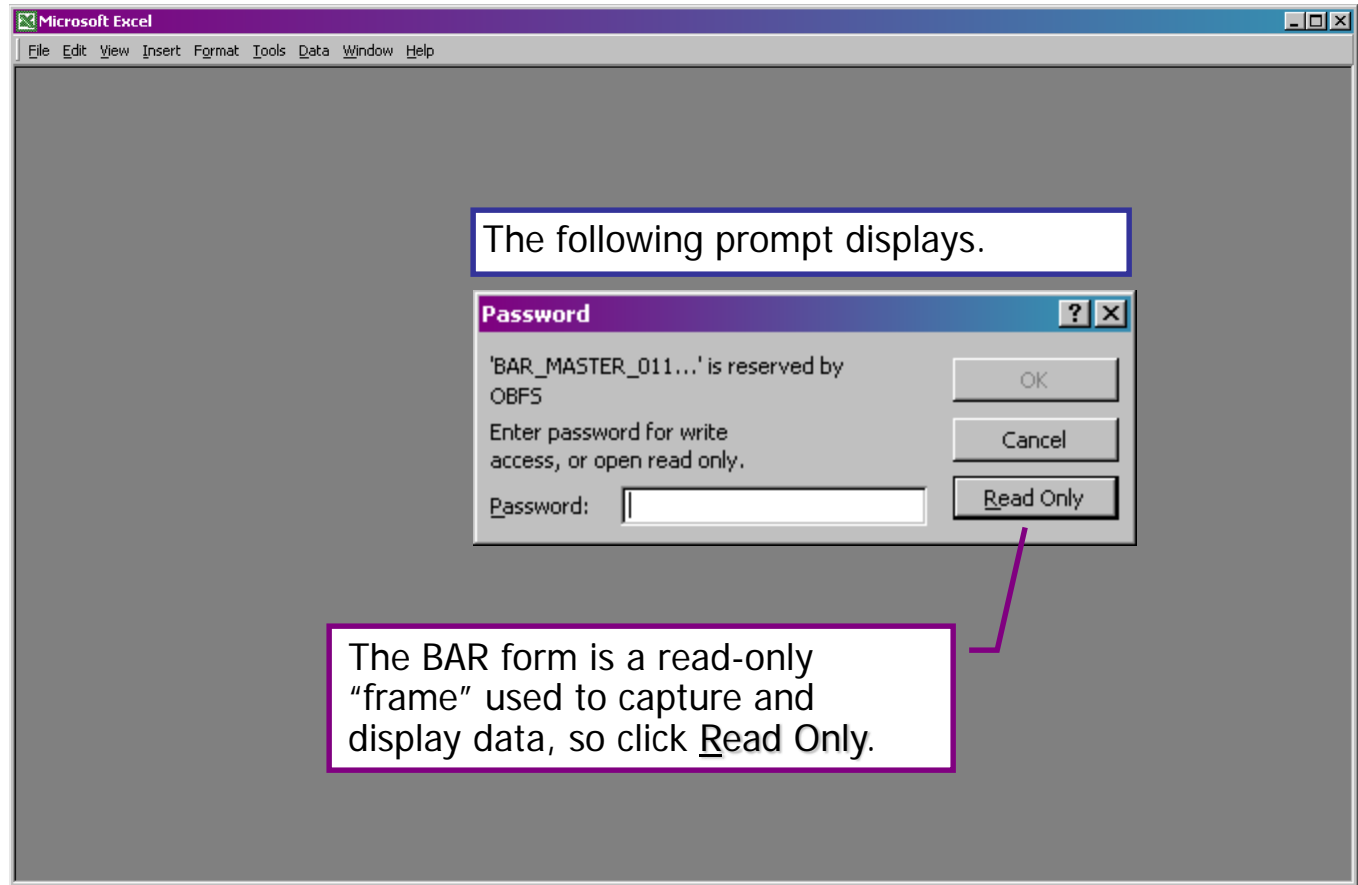 Microsoft Excel
File Edit View Insert Format Tools Data Window Help
The following prompt displays.
Password
'BAR_MASTER_011...' is reserved by
OBFS
OK
Enter password for write
access, or open read only.
Cancel
Password:
Read Only
The BAR form is a read-only
“frame” used to capture and
display data, so click Read Only.